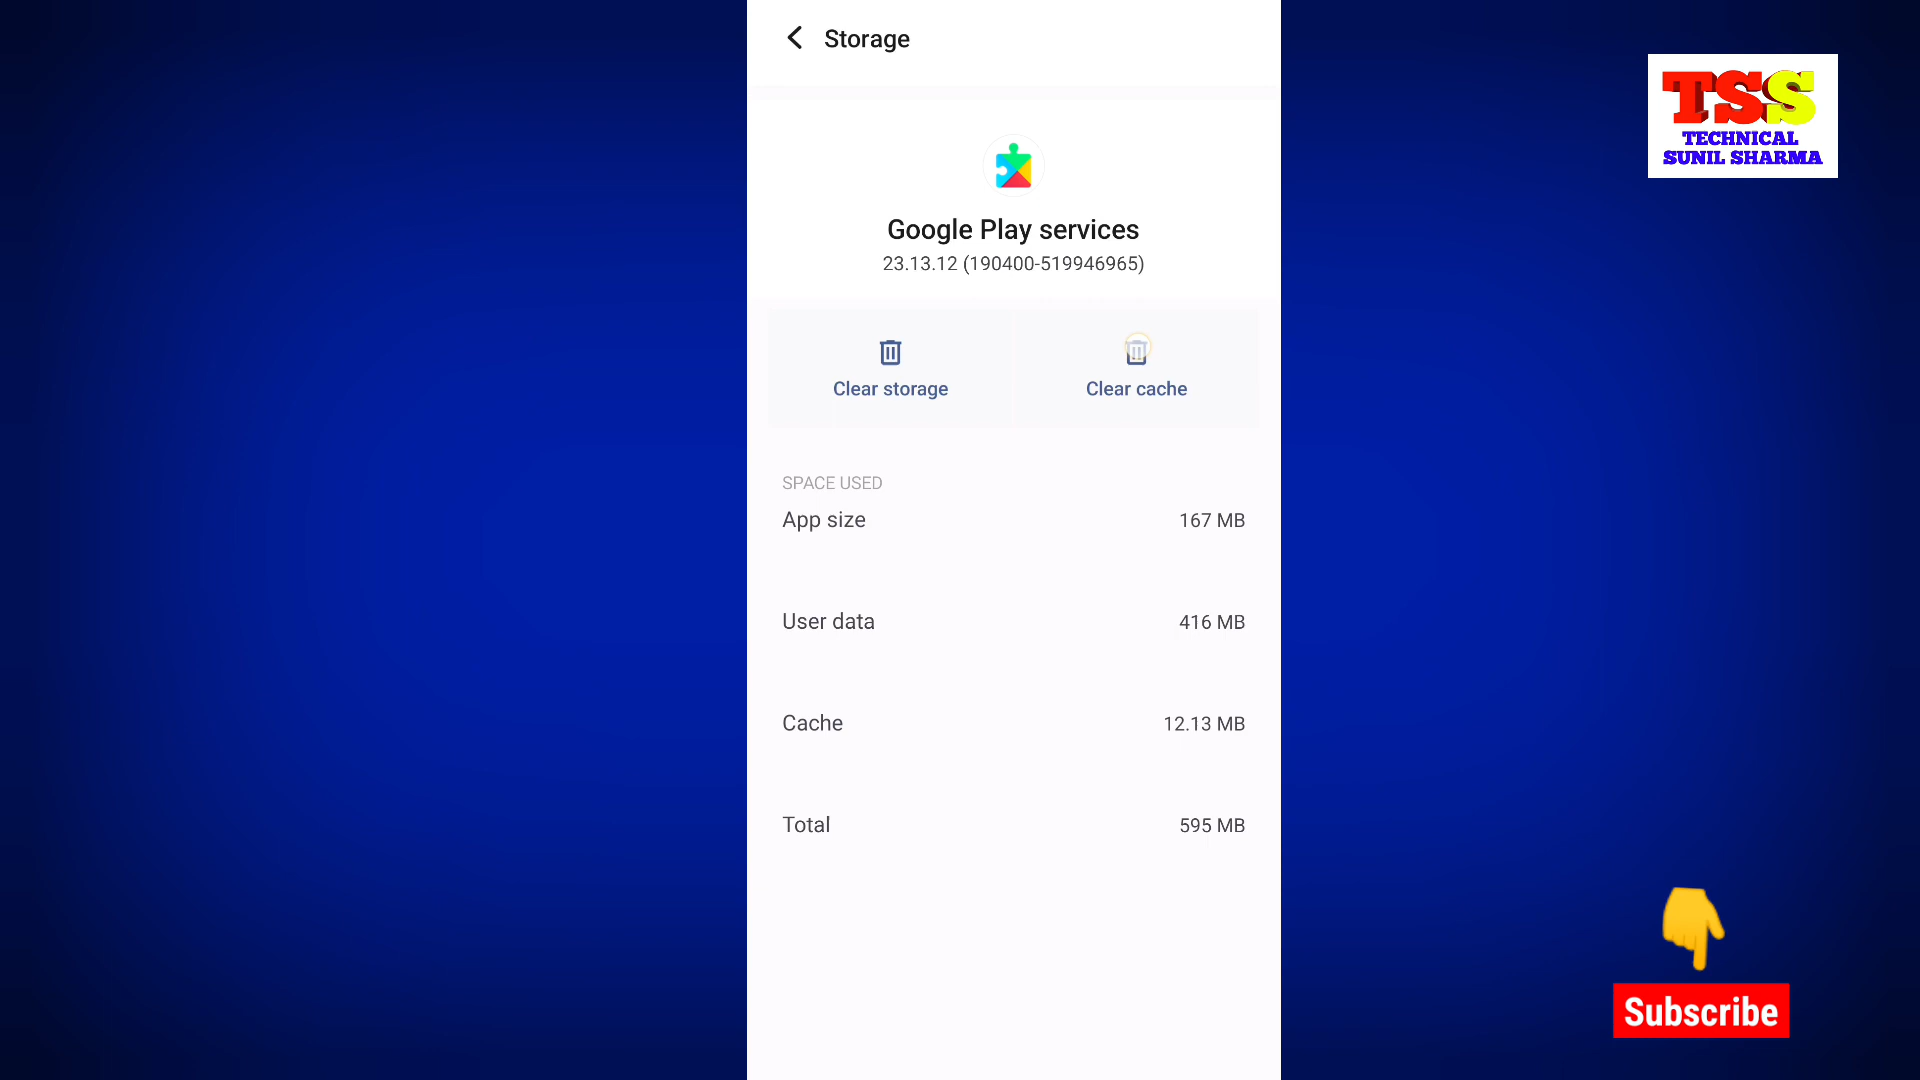 Storage
TSS
TECHNICAL
SUNIL SHARMA
Google Play services
23.13.12 (190400-519946965)
Clear storage
Clear cache
SPACE USED
App size 167 MB
User data 416 MB
Cache 12.13 MB
Total 595 MB
Subscribe